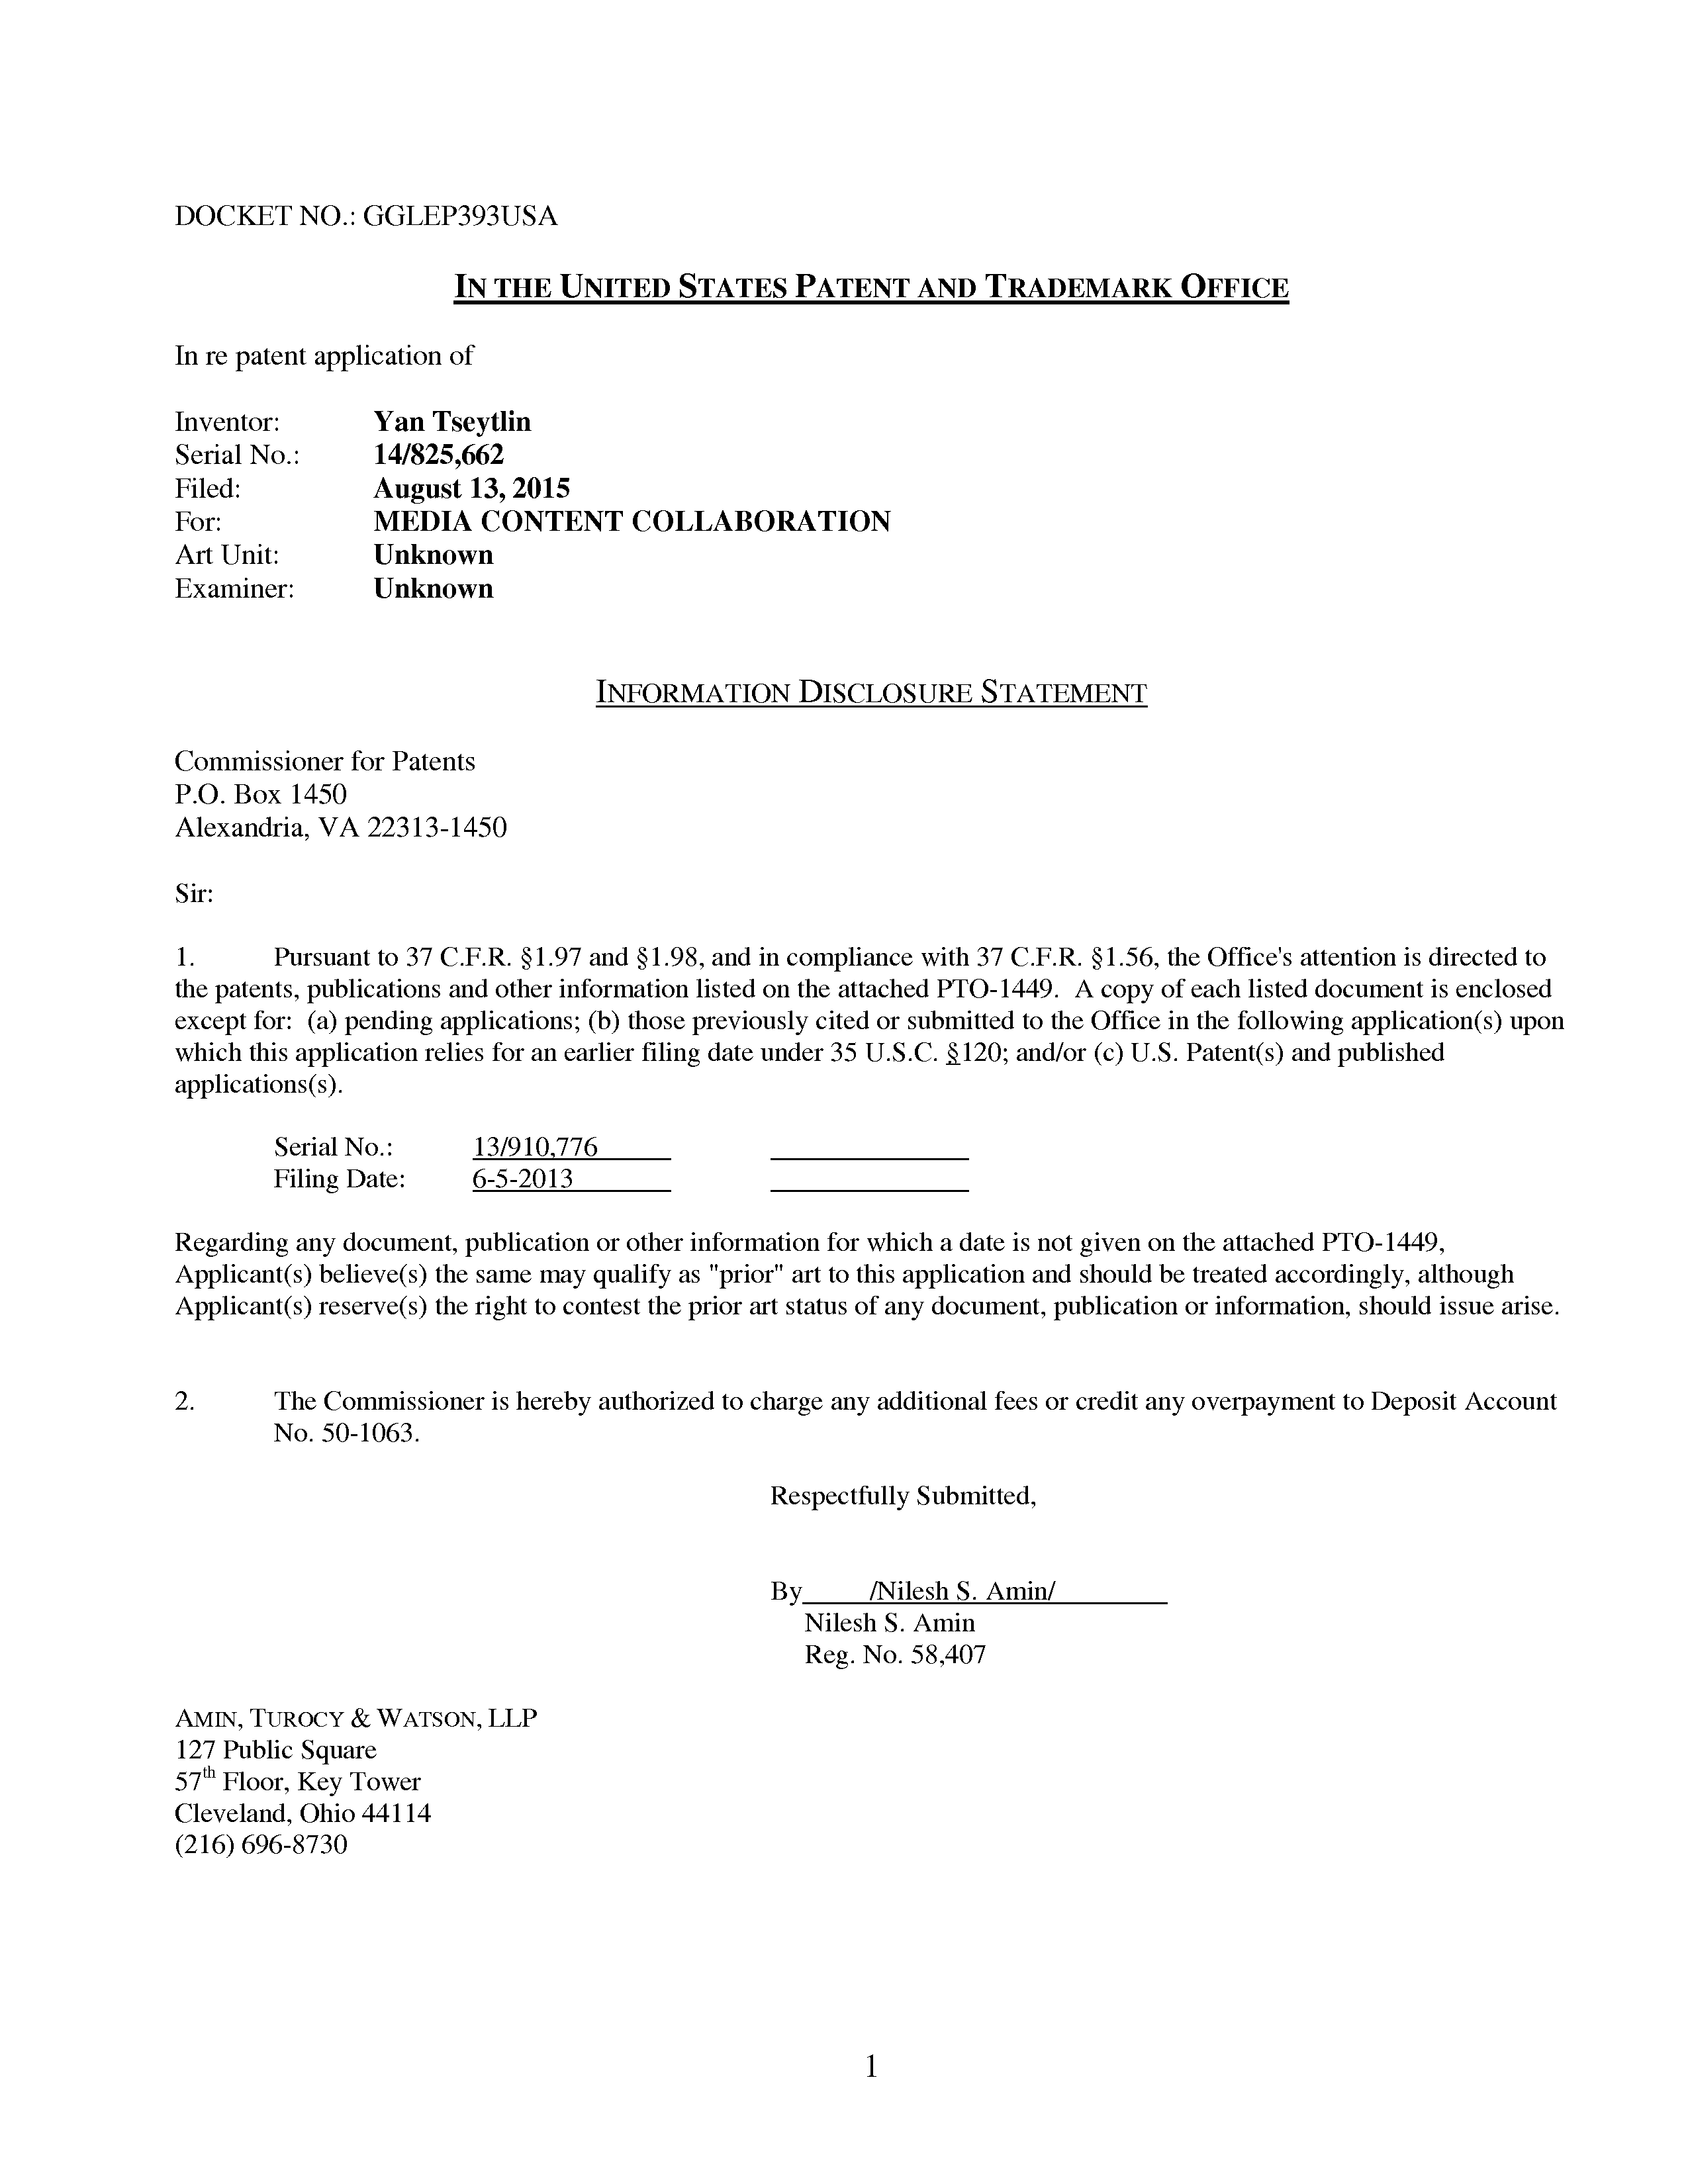 DOCKET NO.: GGLEP393USA
IN THE UNITED STATES PATENT AND TRADEMARK OFFICE
In re patent application of
Inventor: Yan Tseytlin
Serial No.: 14/825,662
Filed: August 13, 2015
For: MEDIA CONTENT COLLABORATION
Art Unit: Unknown
Examiner: Unknown
INFORMATION DISCLOSURE STATEMENT
Commissioner for Patents
P.O. Box 1450
Alexandria, VA 22313-1450
Sir:
1. Pursuant to 37 C.F.R. §1.97 and §1.98, and in compliance with 37 C.F.R. §1.56, the Office's attention is directed to
the patents, publications and other information listed on the attached PTO-1449. A copy of each listed document is enclosed
except for: (a) pending applications; (b) those previously cited or submitted to the Office in the following application(s) upon
which this application relies for an earlier filing date under 35 U.S.C. §120; and/or (c) U.S. Patent(s) and published
applications(s).
Serial No.: 13/910,776
Filing Date: 6-5-2013
Regarding any document, publication or other information for which a date is not given on the attached PTO-1449,
Applicant(s) believe(s) the same may qualify as "prior" art to this application and should be treated accordingly, although
Applicant(s) reserve(s) the right to contest the prior art status of any document, publication or information, should issue arise.
2. The Commissioner is hereby authorized to charge any additional fees or credit any overpayment to Deposit Account
No. 50-1063.
Respectfully Submitted,
By /Nilesh S. Amin/
Nilesh S. Amin
Reg. No. 58,407
AMIN, TUROCY & WATSON, LLP
127 Public Square
57th Floor, Key Tower
Cleveland, Ohio 44114
(216) 696-8730
1